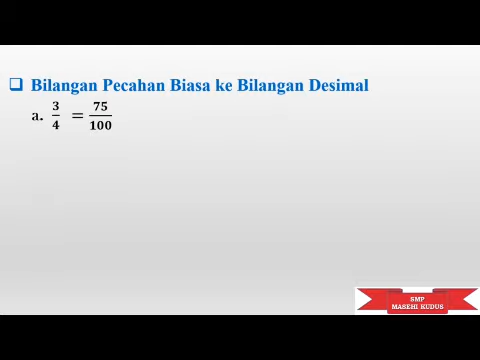 ❑ Bilangan Pecahan Biasa ke Bilangan Desimal
a. 3/4 = 75/100
SMP
MASEHI KUDUS